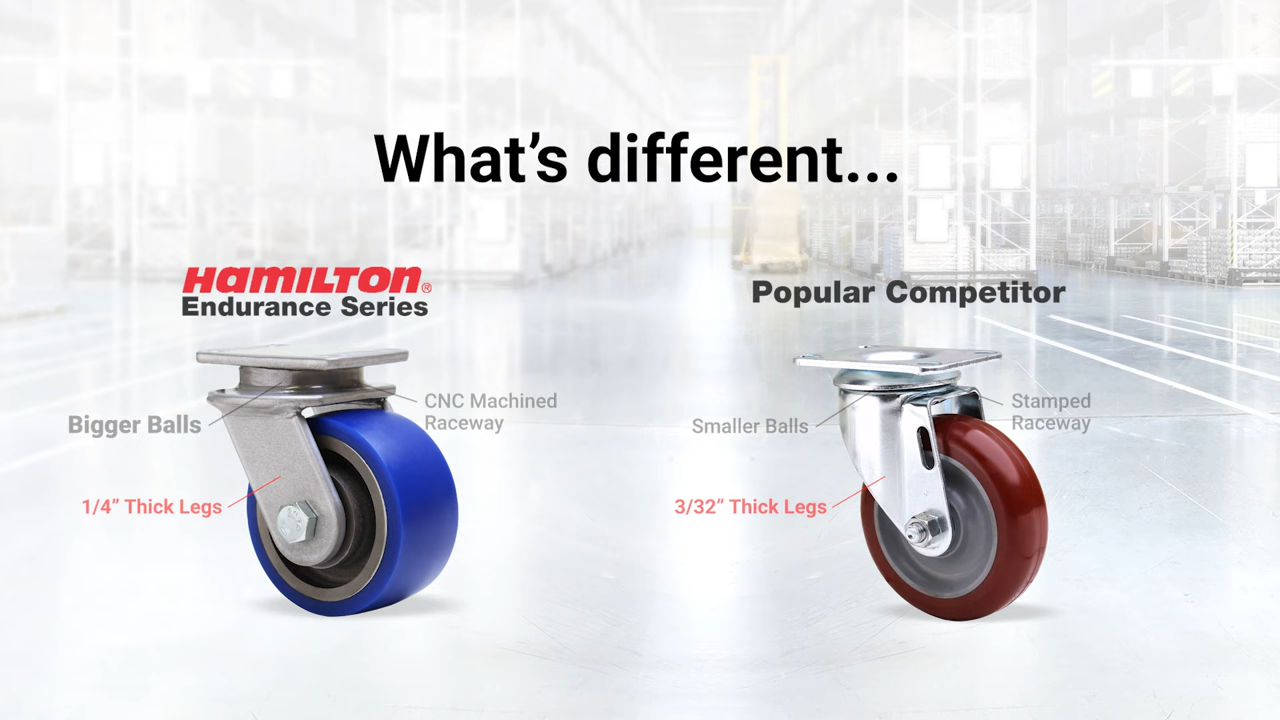 What’s different...
HAMILTON®
Endurance Series
Popular Competitor
Bigger Balls
CNC Machined
Raceway
1/4” Thick Legs
Smaller Balls
Stamped
Raceway
3/32” Thick Legs